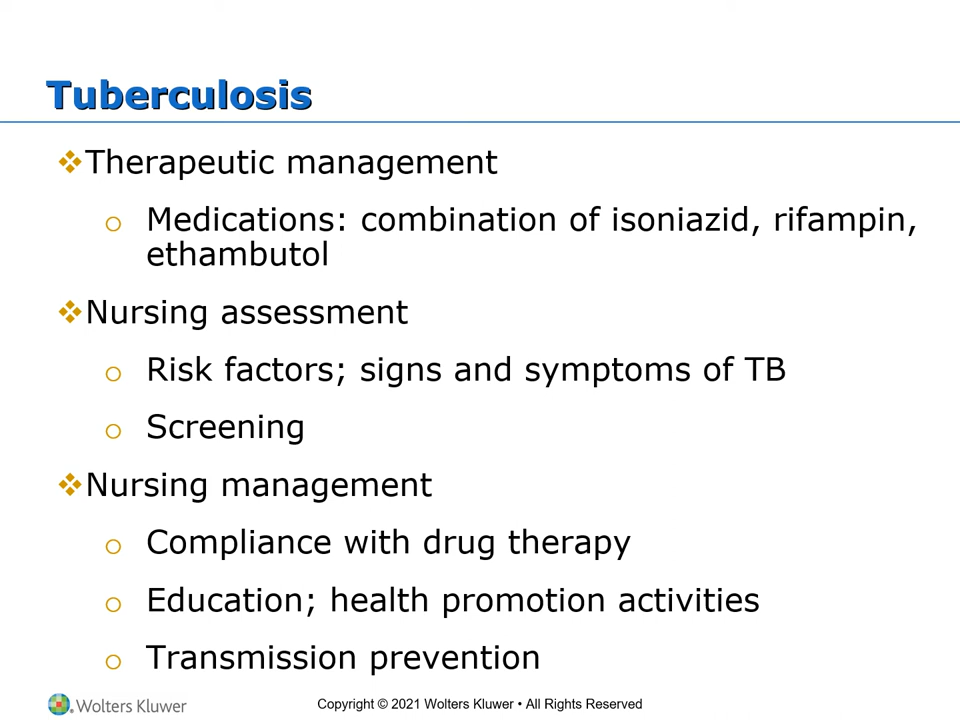 Tuberculosis
❖Therapeutic management
o Medications: combination of isoniazid, rifampin,
ethambutol
❖Nursing assessment
o Risk factors; signs and symptoms of TB
o Screening
❖Nursing management
o Compliance with drug therapy
o Education; health promotion activities
o Transmission prevention
Wolters Kluwer
Copyright © 2021 Wolters Kluwer • All Rights Reserved